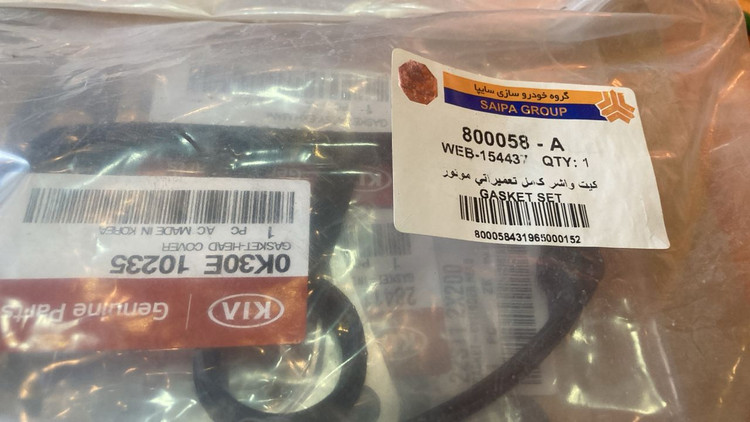 گروه خودرو سازی سایپا
SAIPA GROUP
800058 - A
WEB-154437 QTY: 1
کیت واشر کامل تعمیراتی موتور
GASKET SET
800058431965000152
KIA Genuine Parts
0K30E 10235
GASKET-HEAD COVER
1 PC AC MADE IN KOREA
KIA